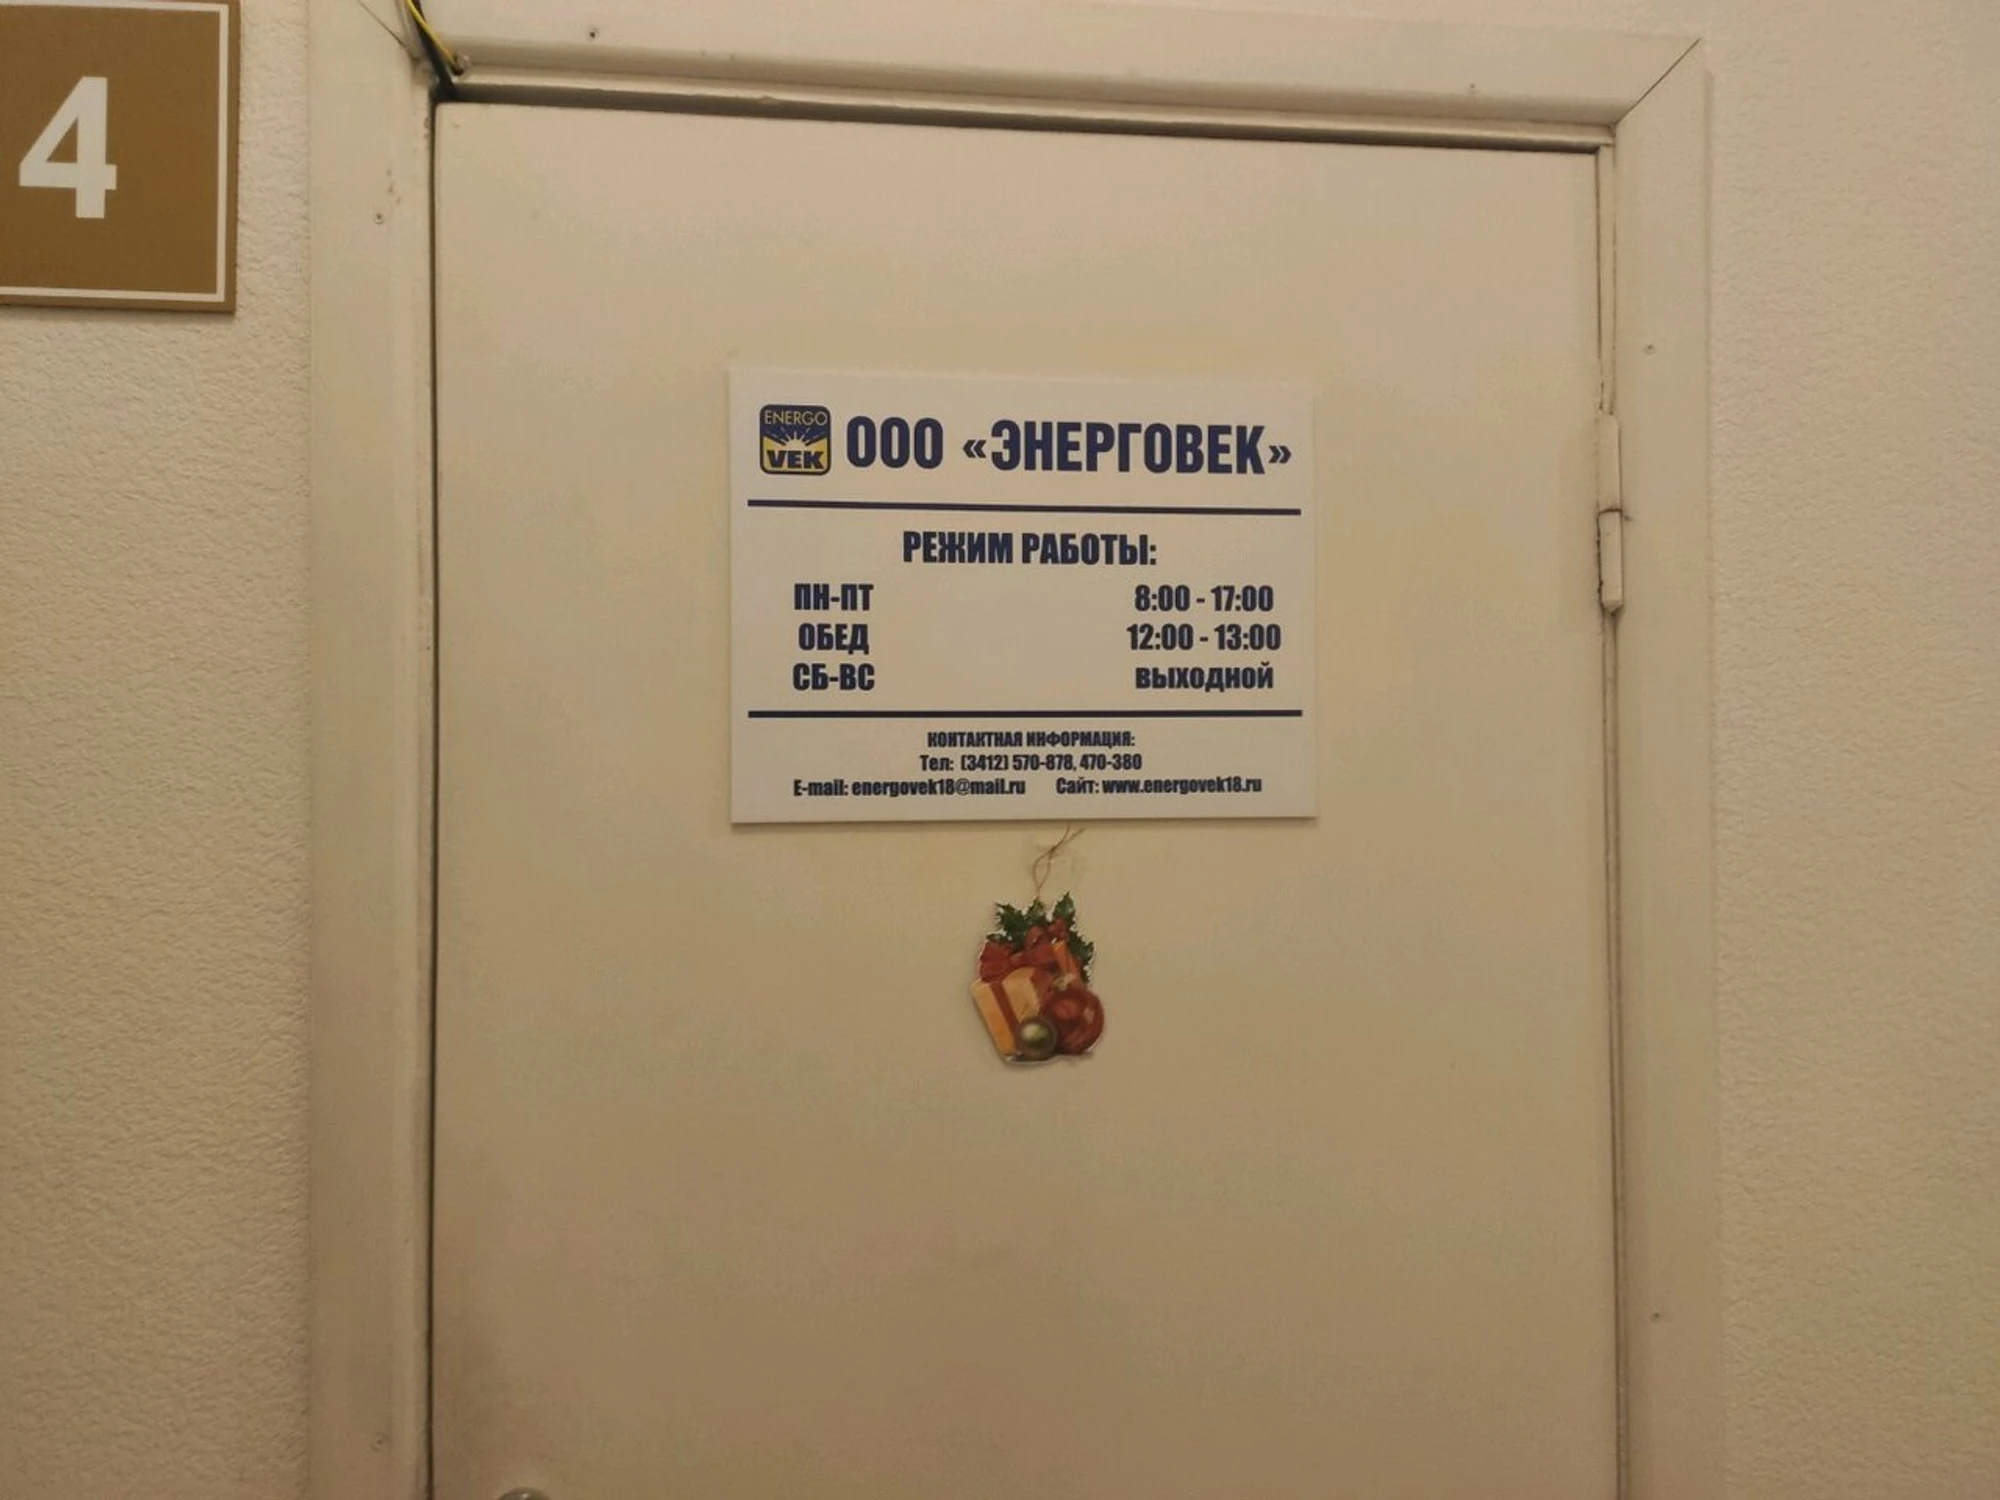 4
ENERGO
VEK
ООО «ЭНЕРГОВЕК»
РЕЖИМ РАБОТЫ:
ПН-ПТ 8:00 - 17:00
ОБЕД 12:00 - 13:00
СБ-ВС ВЫХОДНОЙ
КОНТАКТНАЯ ИНФОРМАЦИЯ:
Тел: (3412) 570-878, 470-380
E-mail: energovek18@mail.ru Сайт: www.energovek18.ru